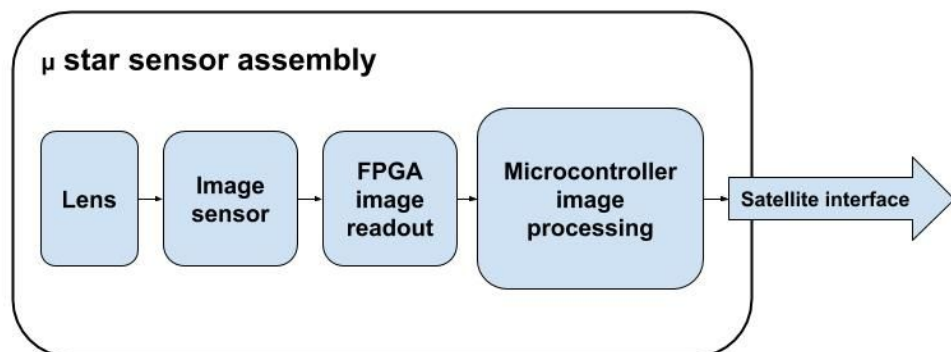 μ star sensor assembly
Lens
Image
sensor
FPGA
image
readout
Microcontroller
image
processing
Satellite interface